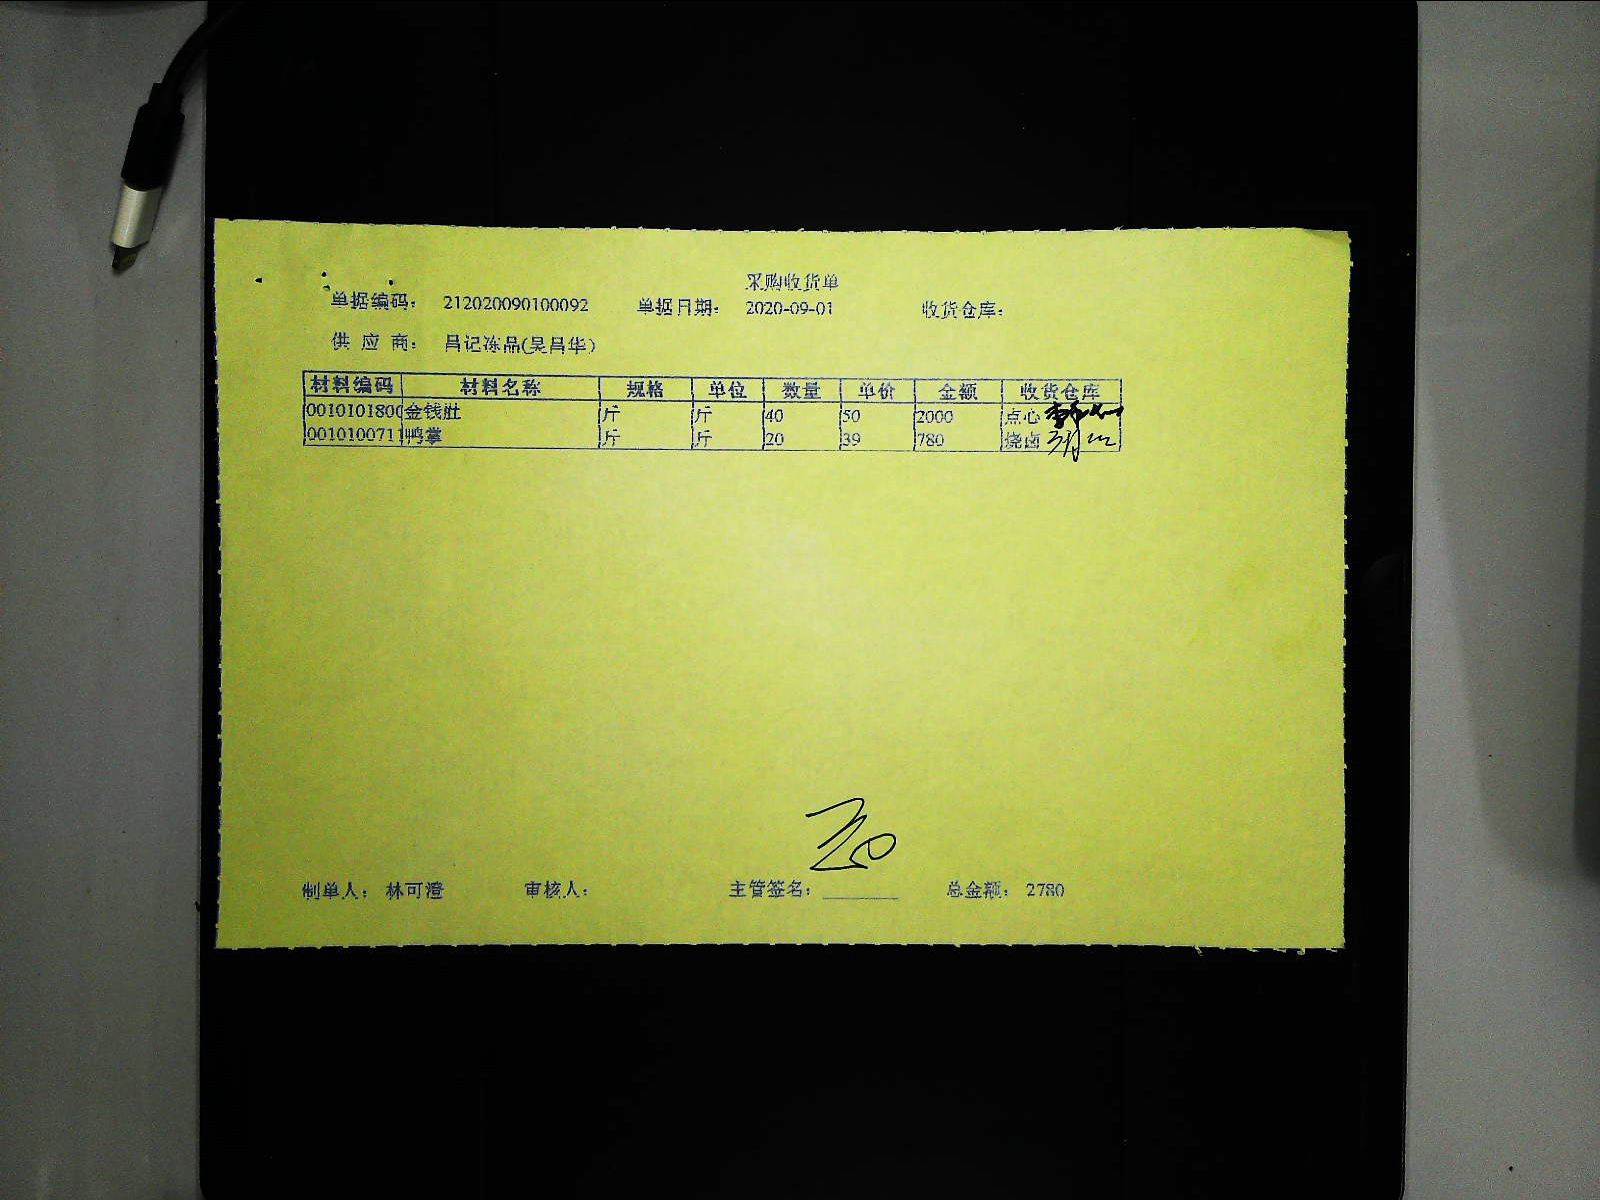 采购收货单
单据编码： 212020090100092 单据日期： 2020-09-01 收货仓库：
供 应 商： 吕记冻品(吴昌华)
材料编码 材料名称 规格 单位 数量 单价 金额 收货仓库
0010101800 金钱肚 斤 斤 40 50 2000 点心
0010100711 鸭掌 斤 斤 20 39 780 烧卤
制单人： 林可澄 审核人： 主管签名： 总金额： 2780